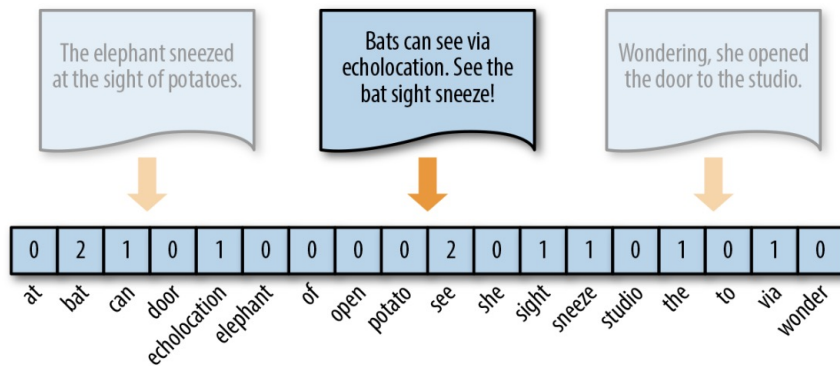 The elephant sneezed
at the sight of potatoes.
Bats can see via
echolocation. See the
bat sight sneeze!
Wondering, she opened
the door to the studio.
0 2 1 0 1 0 0 0 0 2 0 1 1 0 1 0 1 0
at bat can door echolocation elephant of open potato see she sight sneeze studio the to via wonder